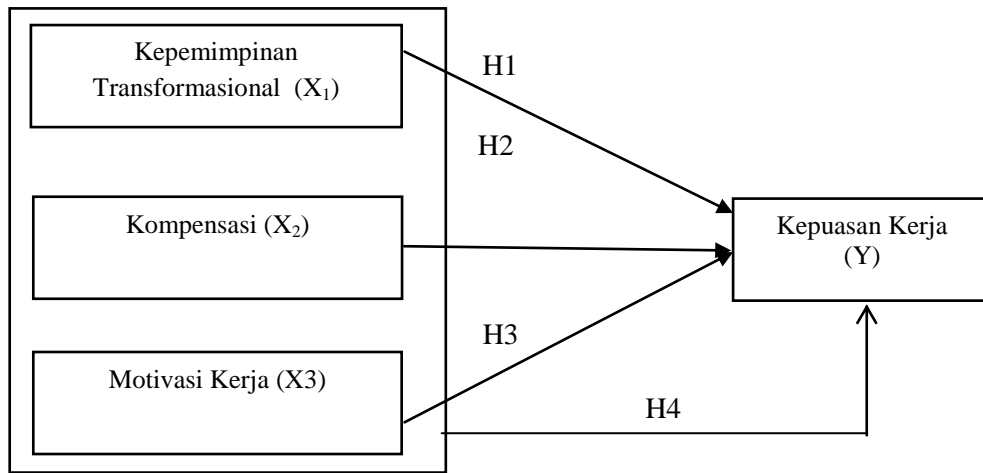 Kepemimpinan
Transformasional (X₁)
H1
H2
Kompensasi (X₂)
Kepuasan Kerja
(Y)
H3
Motivasi Kerja (X3)
H4